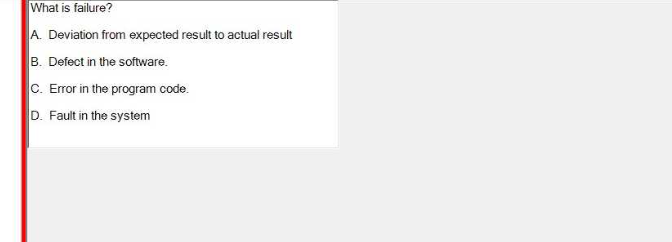 What is failure?
A. Deviation from expected result to actual result
B. Defect in the software.
C. Error in the program code.
D. Fault in the system